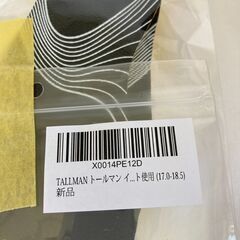 X0014PE12D
TALLMAN トールマン イ...ト使用 (17.0-18.5)
新品